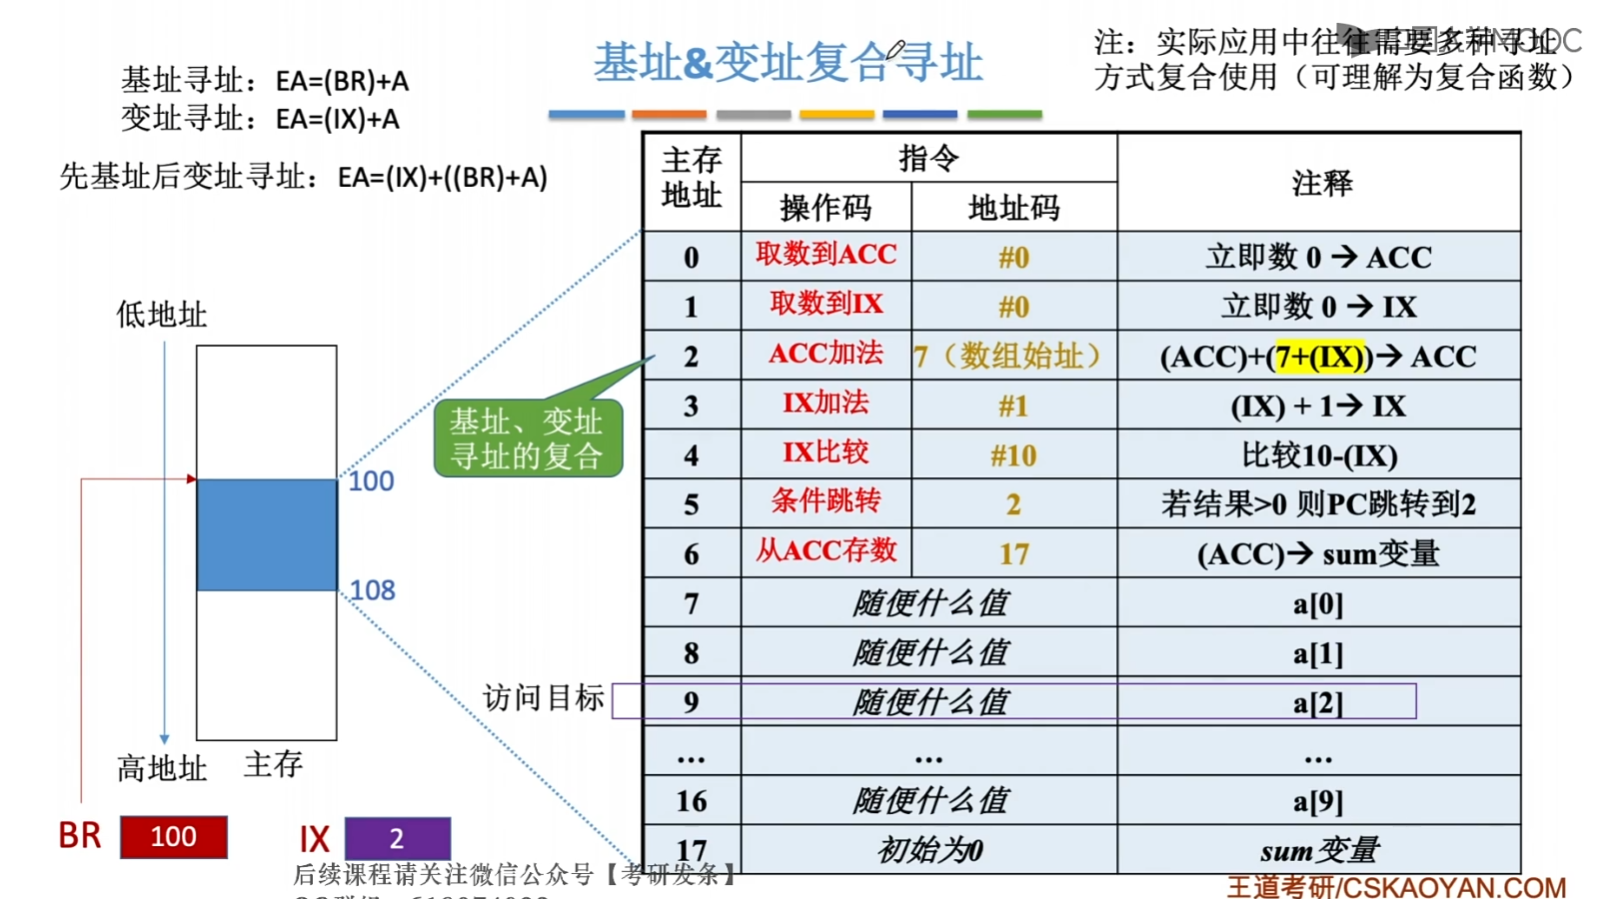 基址&变址复合寻址
注：实际应用中往往需要多种寻址
方式复合使用（可理解为复合函数）
基址寻址：EA=(BR)+A
变址寻址：EA=(IX)+A
先基址后变址寻址：EA=(IX)+((BR)+A)
低地址
100
108
高地址 主存
BR 100 IX 2
基址、变址
寻址的复合
访问目标
主存地址 指令 注释
操作码 地址码
0 取数到ACC #0 立即数 0 → ACC
1 取数到IX #0 立即数 0 → IX
2 ACC加法 7（数组始址） (ACC)+(7+(IX))→ ACC
3 IX加法 #1 (IX) + 1→ IX
4 IX比较 #10 比较10-(IX)
5 条件跳转 2 若结果>0 则PC跳转到2
6 从ACC存数 17 (ACC)→ sum变量
7 随便什么值 a[0]
8 随便什么值 a[1]
9 随便什么值 a[2]
... ... ...
16 随便什么值 a[9]
17 初始为0 sum变量
后续课程请关注微信公众号【考研发条】
王道考研/CSKAOYAN.COM